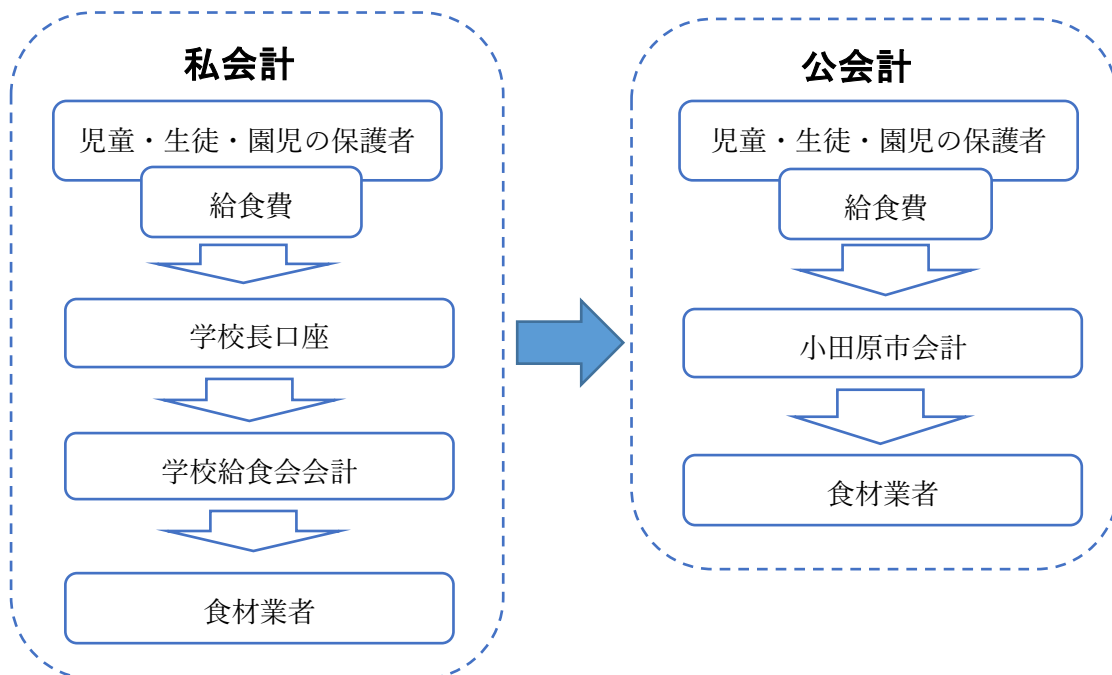 私会計
児童・生徒・園児の保護者
給食費
学校長口座
学校給食会会計
食材業者
公会計
児童・生徒・園児の保護者
給食費
小田原市会計
食材業者